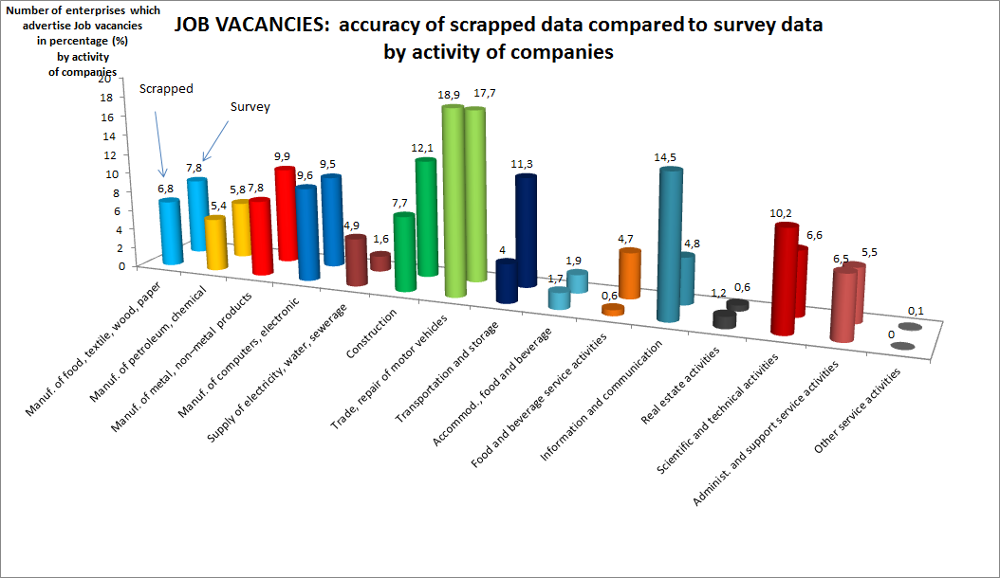 Number of enterprises which
advertise Job vacancies
in percentage (%)
by activity
of companies
JOB VACANCIES: accuracy of scrapped data compared to survey data
by activity of companies
Scrapped
Survey
20
18
16
14
12
10
8
6
4
2
0
6,8
7,8
5,4
5,8
7,8
9,9
9,6
9,5
4,9
1,6
7,7
12,1
18,9
17,7
4
11,3
1,7
1,9
0,6
4,7
14,5
4,8
1,2
0,6
10,2
6,6
6,5
5,5
0
0,1
Manuf. of food, textile, wood, paper
Manuf. of petroleum, chemical
Manuf. of metal, non–metal products
Manuf. of computers, electronic
Supply of electricity, water, sewerage
Construction
Trade, repair of motor vehicles
Transportation and storage
Accommod., food and beverage
Food and beverage service activities
Information and communication
Real estate activities
Scientific and technical activities
Administ. and support service activities
Other service activities